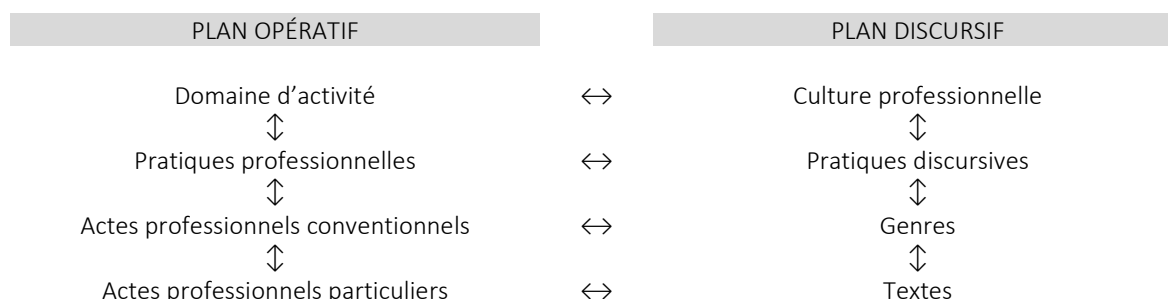 PLAN OPÉRATIF PLAN DISCURSIF
Domaine d’activité ↔ Culture professionnelle
↕ ↕
Pratiques professionnelles ↔ Pratiques discursives
↕ ↕
Actes professionnels conventionnels ↔ Genres
↕ ↕
Actes professionnels particuliers ↔ Textes